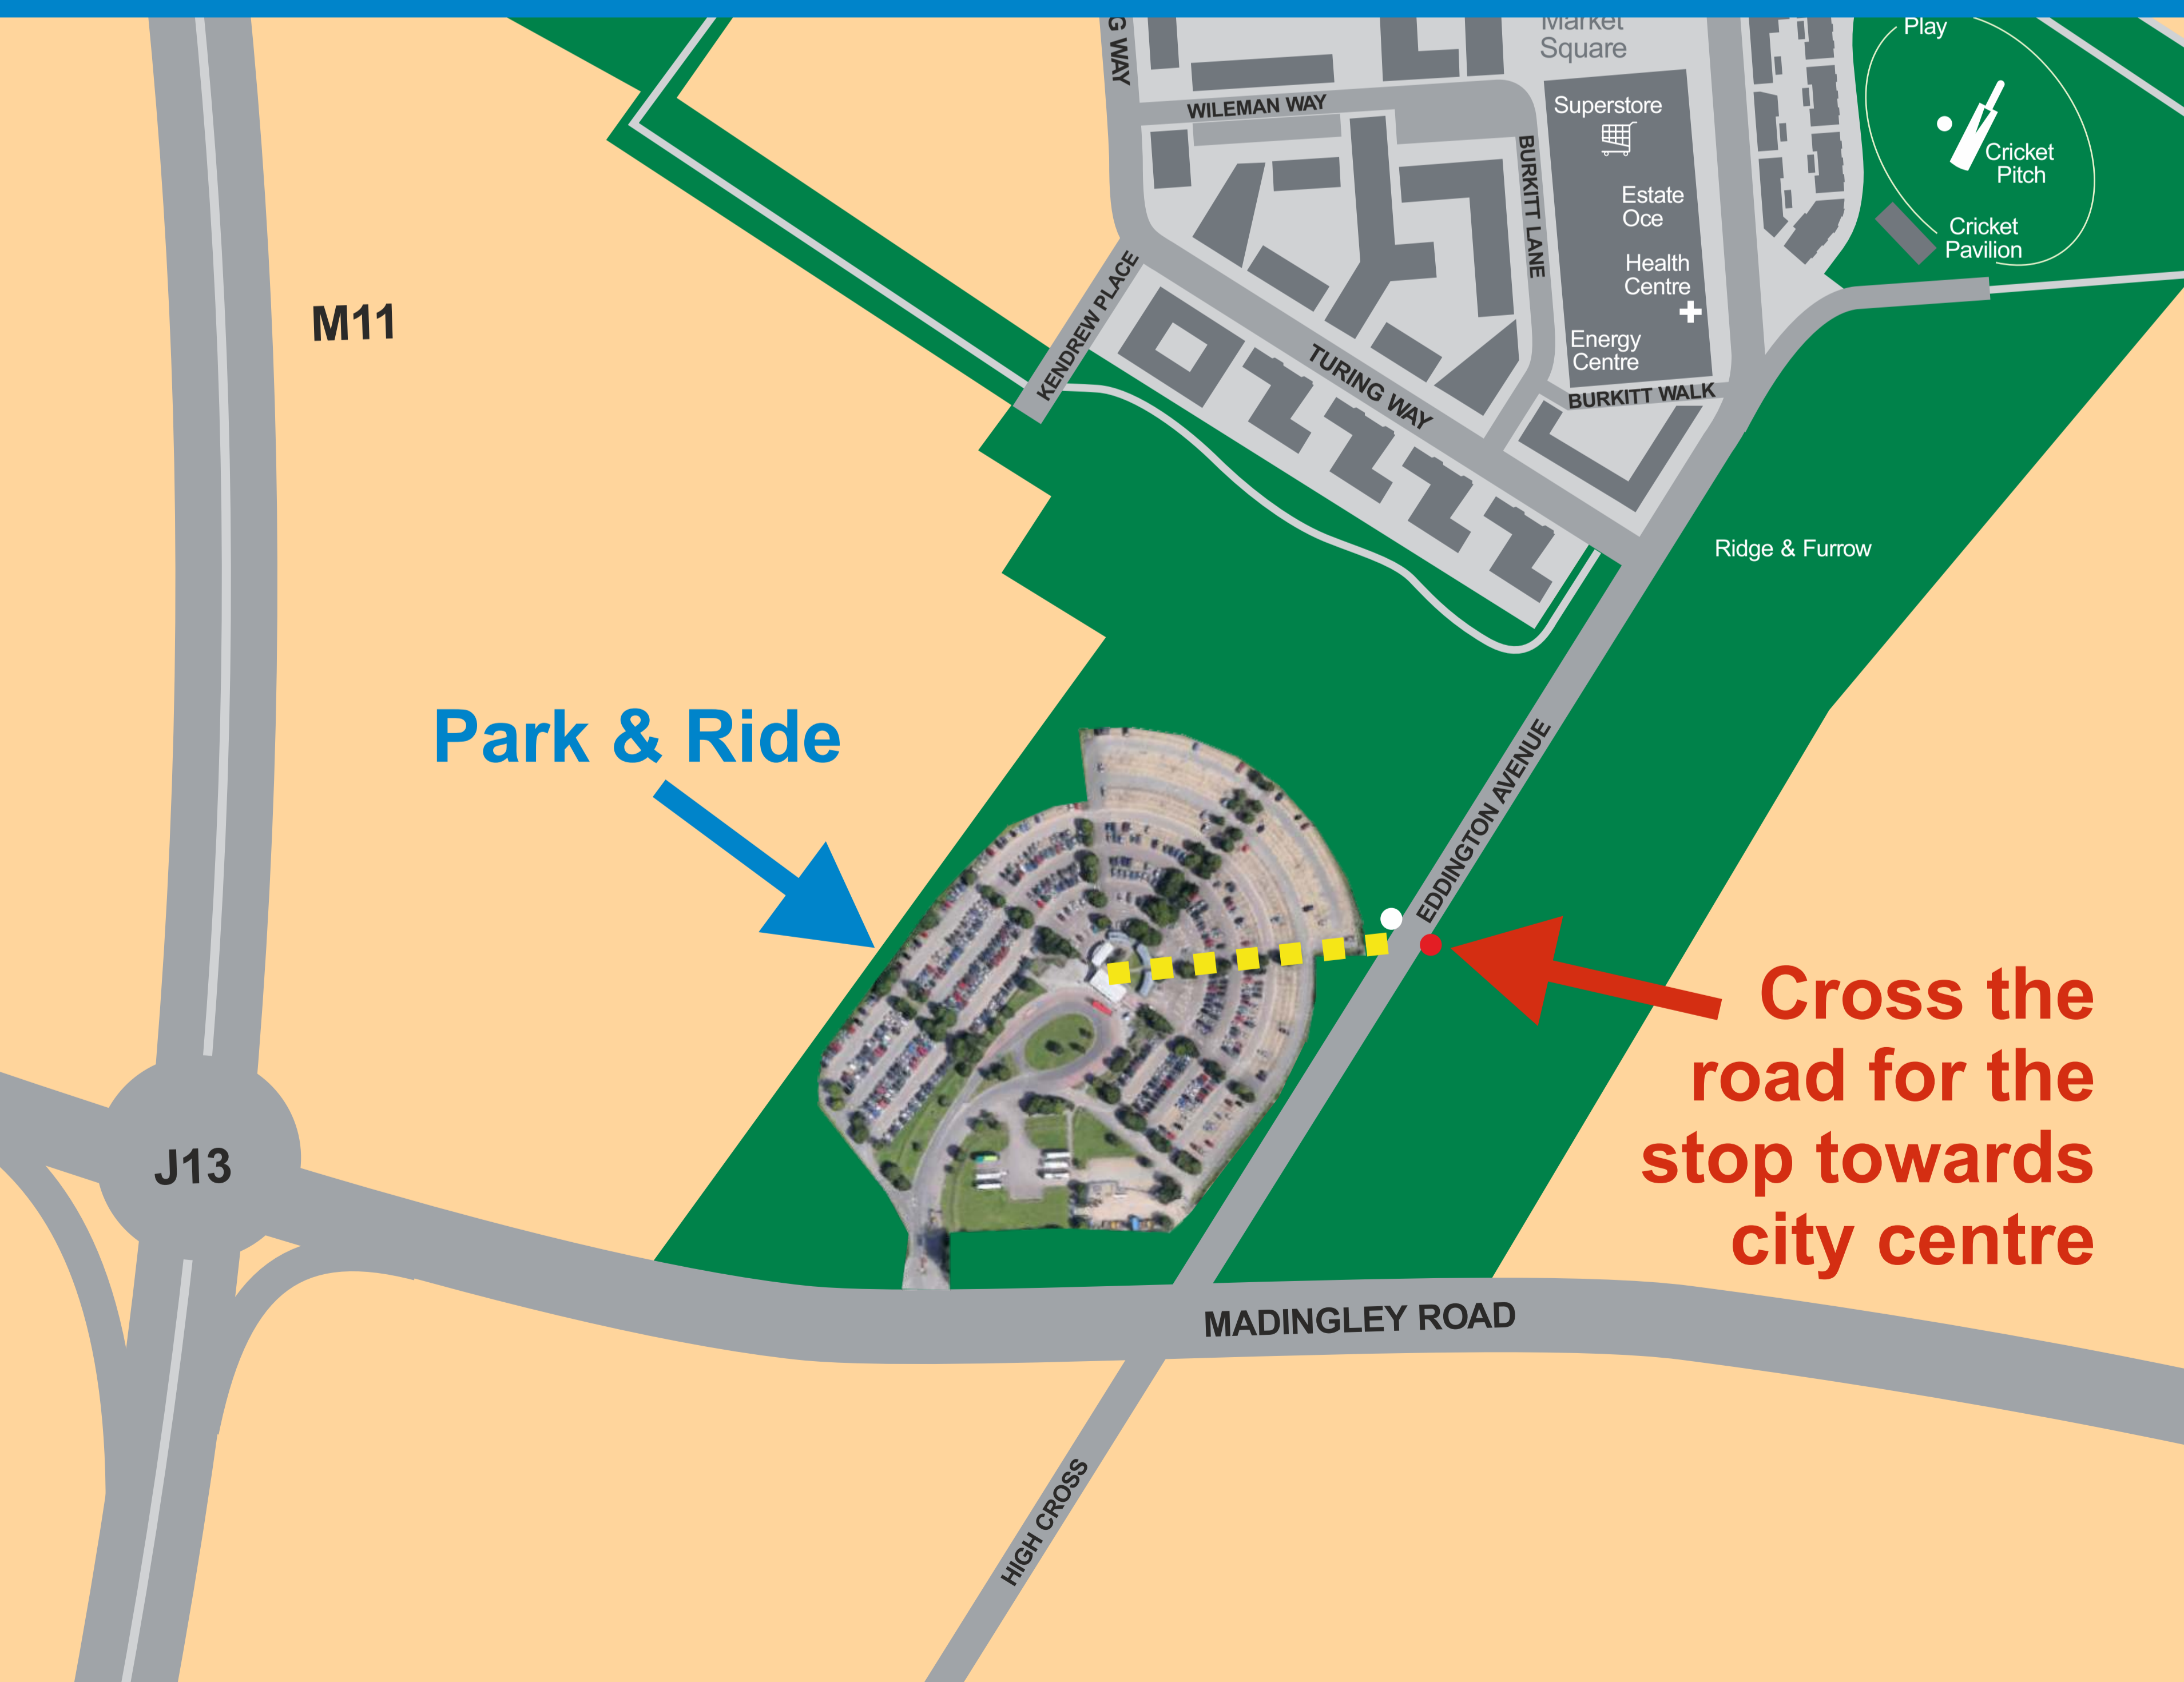 G WAY
Market
Square
Play
WILEMAN WAY
Superstore
BURKITT LANE
Cricket
Pitch
Estate
Oce
Cricket
Pavilion
Health
Centre
KENDREW PLACE
M11
Energy
Centre
TURING WAY
BURKITT WALK
Ridge & Furrow
Park & Ride
EDDINGTON AVENUE
Cross the
road for the
stop towards
city centre
J13
MADINGLEY ROAD
HIGH CROSS